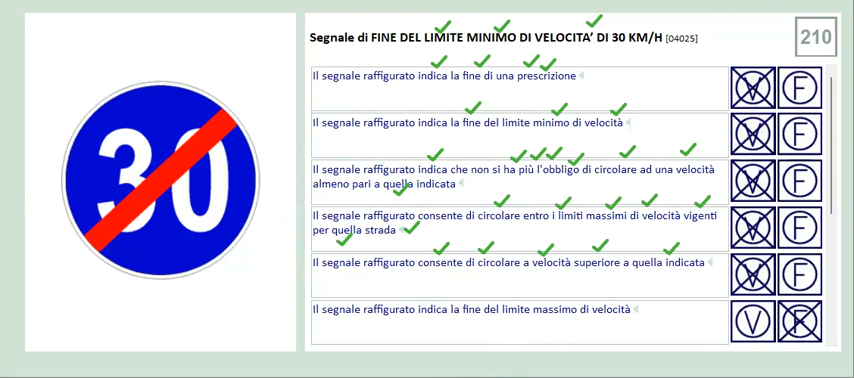 30
Segnale di FINE DEL LIMITE MINIMO DI VELOCITA' DI 30 KM/H [04025]
210
Il segnale raffigurato indica la fine di una prescrizione
V F
Il segnale raffigurato indica la fine del limite minimo di velocità
V F
Il segnale raffigurato indica che non si ha più l'obbligo di circolare ad una velocità
almeno pari a quella indicata
V F
Il segnale raffigurato consente di circolare entro i limiti massimi di velocità vigenti
per quella strada
V F
Il segnale raffigurato consente di circolare a velocità superiore a quella indicata
V F
Il segnale raffigurato indica la fine del limite massimo di velocità
V F